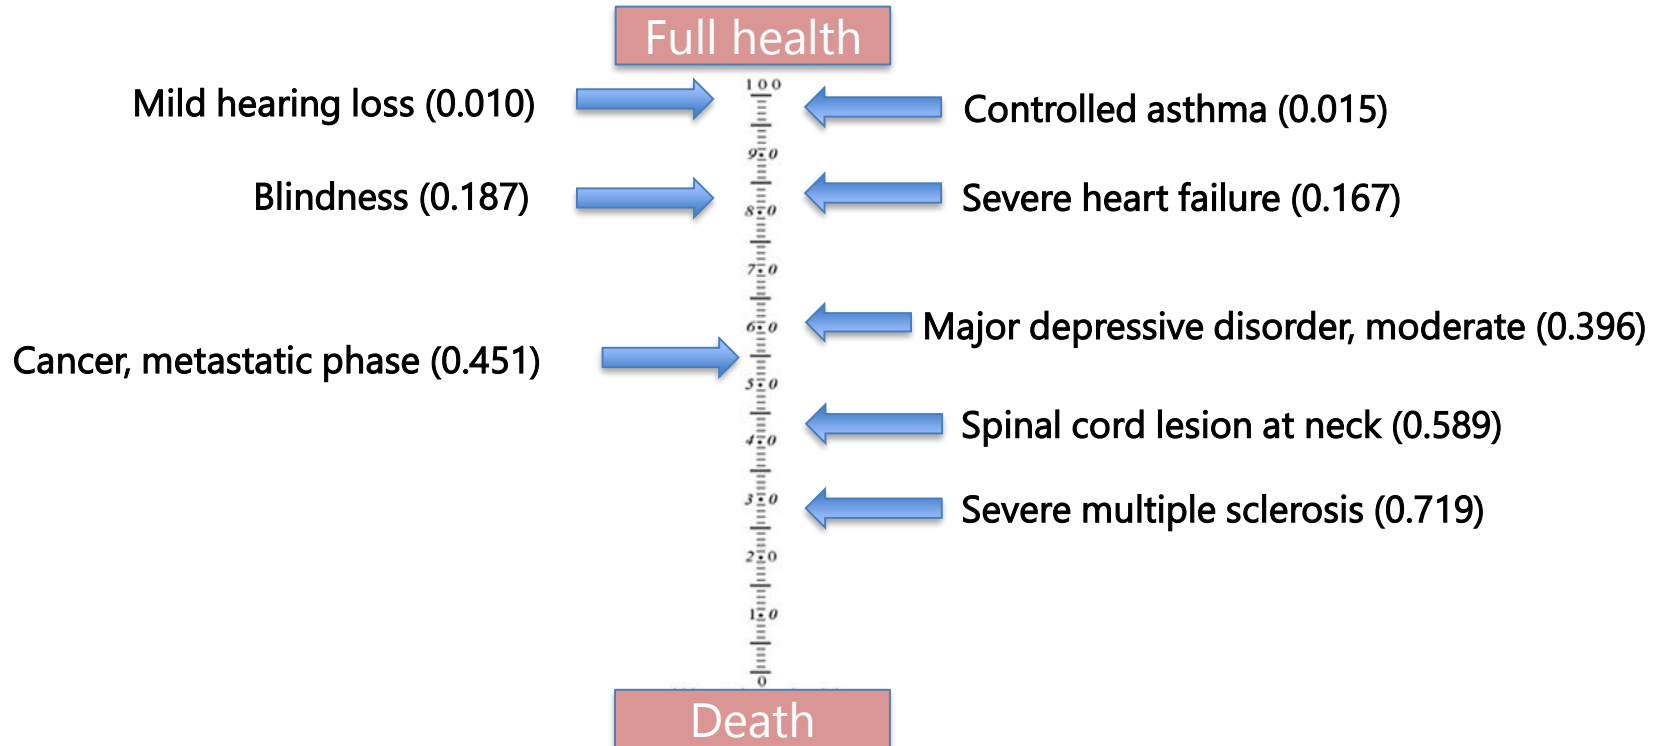 Full health
100
Mild hearing loss (0.010)
Controlled asthma (0.015)
90
Blindness (0.187)
Severe heart failure (0.167)
80
70
60
Major depressive disorder, moderate (0.396)
Cancer, metastatic phase (0.451)
50
Spinal cord lesion at neck (0.589)
40
30
Severe multiple sclerosis (0.719)
20
10
0
Death